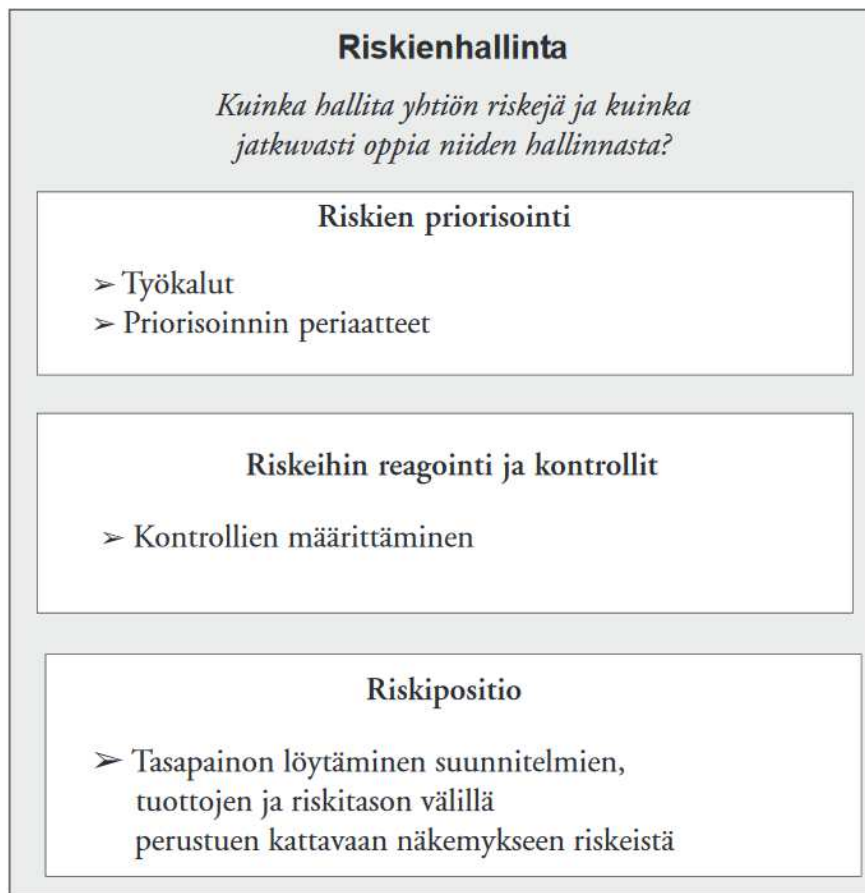 Riskienhallinta
Kuinka hallita yhtiön riskejä ja kuinka
jatkuvasti oppia niiden hallinnasta?
Riskien priorisointi
➢ Työkalut
➢ Priorisoinnin periaatteet
Riskeihin reagointi ja kontrollit
➢ Kontrollien määrittäminen
Riskipositio
➢ Tasapainon löytäminen suunnitelmien,
tuottojen ja riskitason välillä
perustuen kattavaan näkemykseen riskeistä